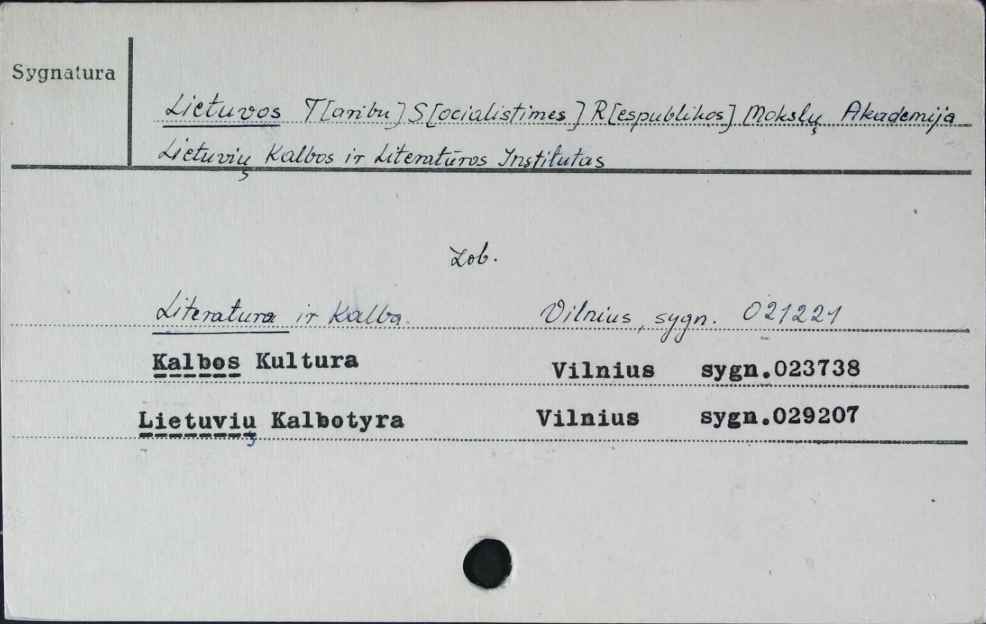 Sygnatura
Lietuvos T[aribu] S[ocialistimes] R[espublikos] Mokslų Akademija
Lietuvių Kalbos ir Literatūros Institutas
Zob.
Literatura ir Kalba. Vilnius, sygn. 021221
Kalbos Kultura Vilnius sygn.023738
Lietuvių Kalbotyra Vilnius sygn.029207